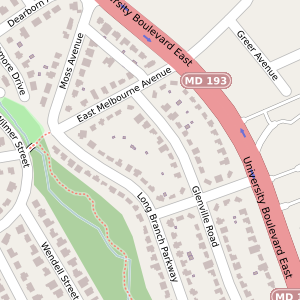 Dearborn
University Boulevard East
Moss Avenue
Greer Avenue
MD 193
East Melbourne Avenue
University Boulevard East
Long Branch Parkway
Glenville Road
Wendell Street